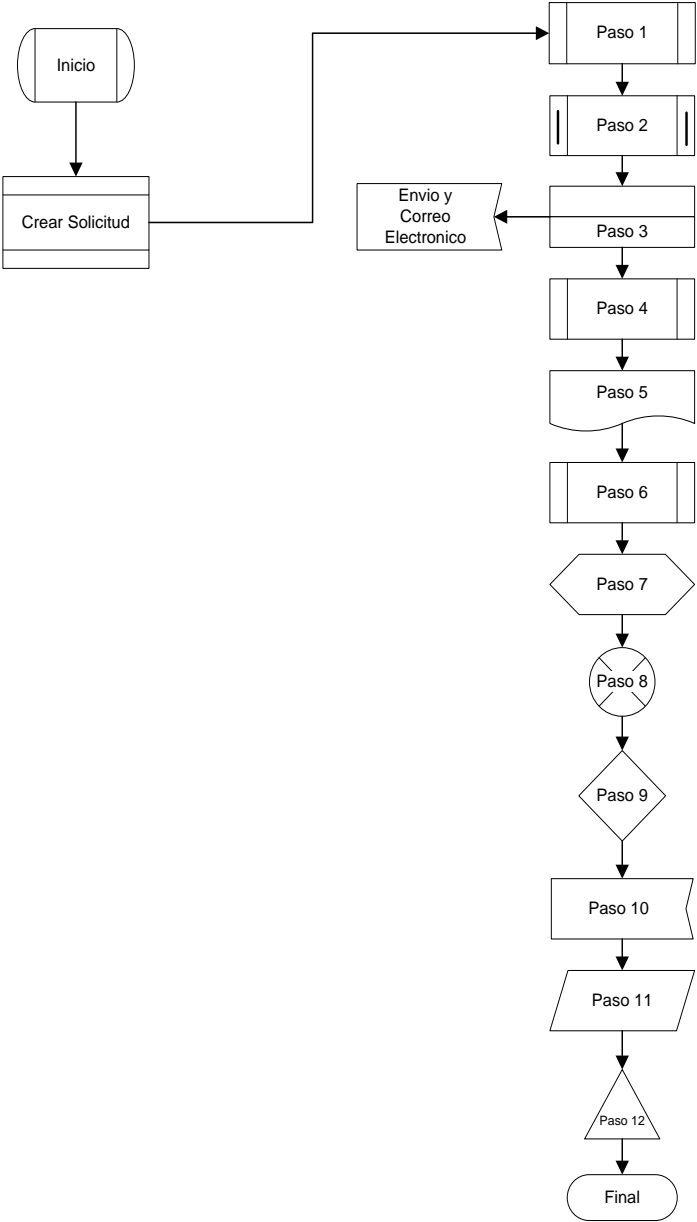 Inicio
Crear Solicitud
Paso 1
Paso 2
Envio y
Correo
Electronico
Paso 3
Paso 4
Paso 5
Paso 6
Paso 7
Paso 8
Paso 9
Paso 10
Paso 11
Paso 12
Final